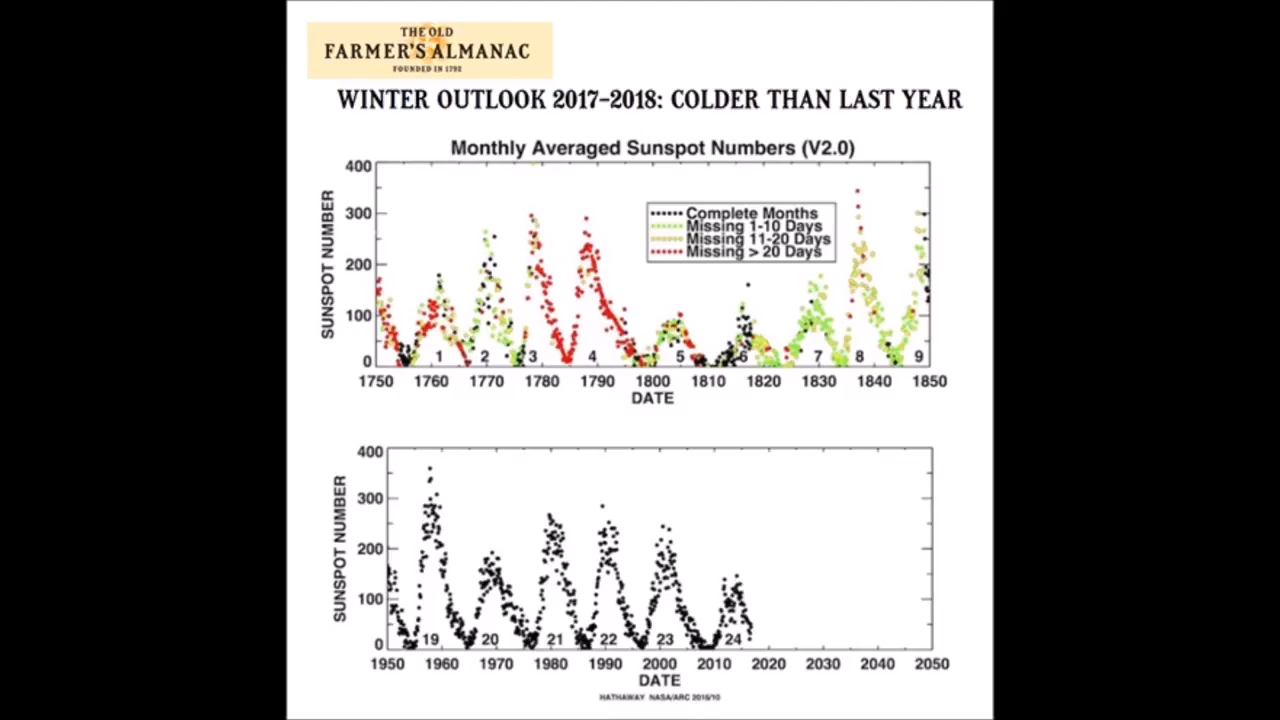 THE OLD
FARMER'S ALMANAC
FOUNDED IN 1792
WINTER OUTLOOK 2017-2018: COLDER THAN LAST YEAR
Monthly Averaged Sunspot Numbers (V2.0)
SUNSPOT NUMBER
400
300
200
100
0
Complete Months
Missing 1-10 Days
Missing 11-20 Days
Missing > 20 Days
1 2 3 4 5 6 7 8 9
1750 1760 1770 1780 1790 1800 1810 1820 1830 1840 1850
DATE
SUNSPOT NUMBER
400
300
200
100
0
19 20 21 22 23 24
1950 1960 1970 1980 1990 2000 2010 2020 2030 2040 2050
DATE
HATHAWAY NASA/ARC 2016/10